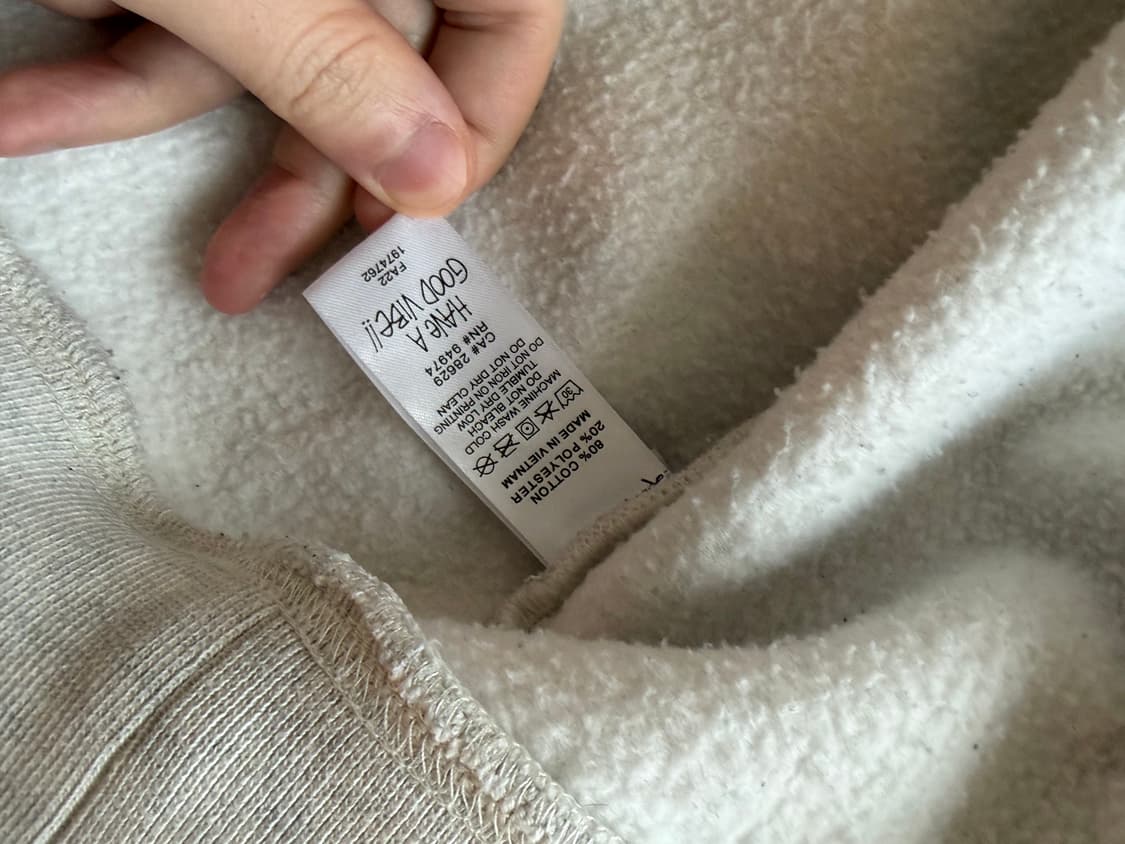 80% COTTON
20% POLYESTER
MADE IN VIETNAM
30
MACHINE WASH COLD
DO NOT BLEACH
TUMBLE DRY LOW
DO NOT IRON ON PRINTING
DO NOT DRY CLEAN
RN# 94974
CA# 28629
HAVE A
GOOD VIBE!!
FA22
1974762